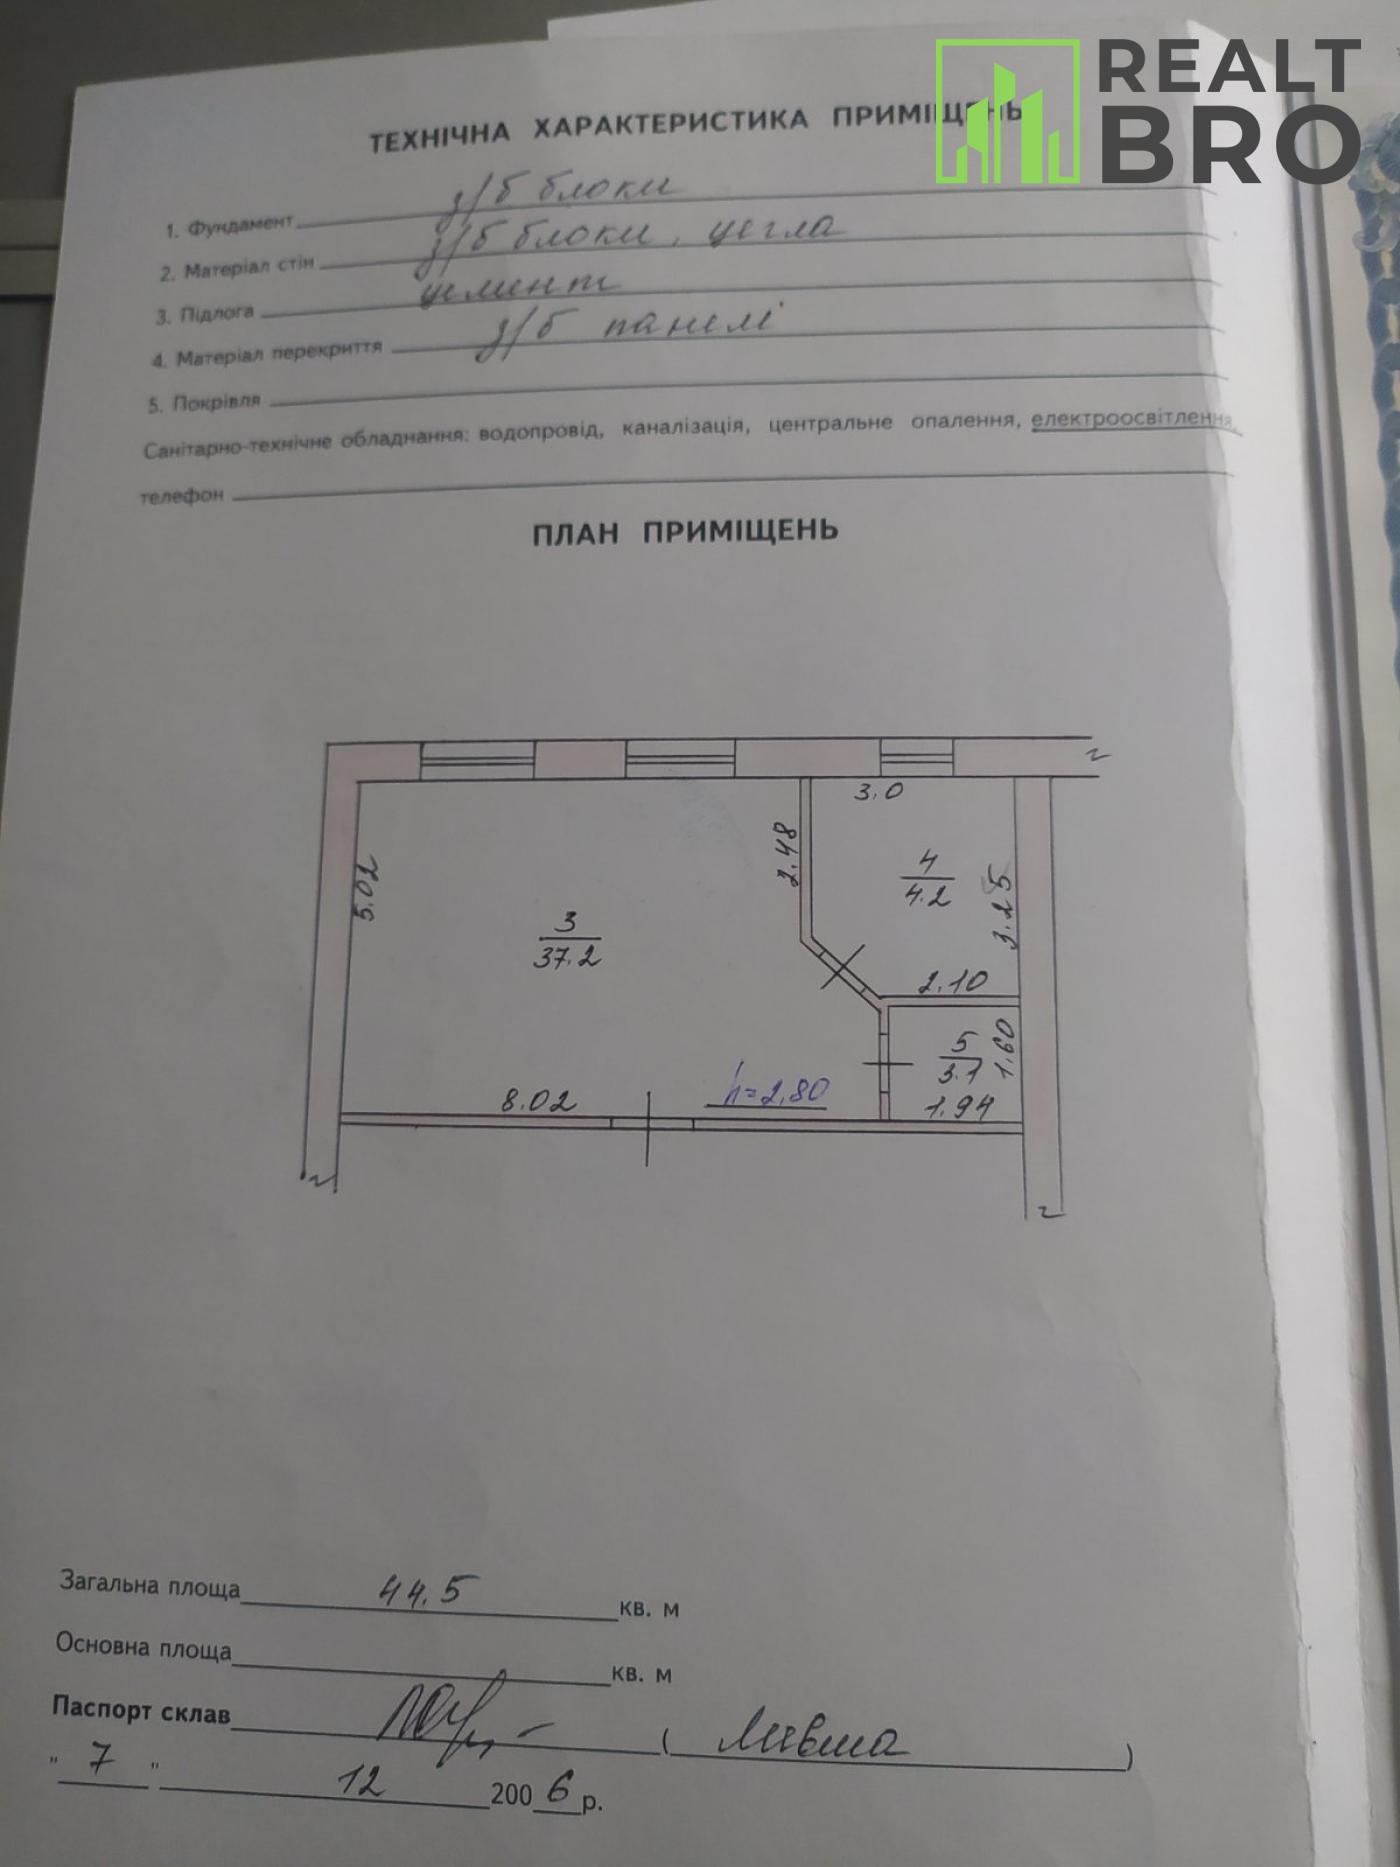 REALT
BRO
ТЕХНІЧНА ХАРАКТЕРИСТИКА ПРИМІЩЕНЬ
1. Фундамент з/б блоки
2. Матеріал стін з/б блоки, цегла
3. Підлога цемент
4. Матеріал перекриття з/б панелі
5. Покрівля
Санітарно-технічне обладнання: водопровід, каналізація, центральне опалення, електроосвітлення,
телефон
ПЛАН ПРИМІЩЕНЬ
3.0
2.48
5.02
4
4.2
3.25
3
37.2
2.10
5
3.1
1.60
h=2,80
8.02
1.94
Загальна площа 44.5 кв. м
Основна площа кв. м
Паспорт склав ( )
" 7 " 12 2006 р.